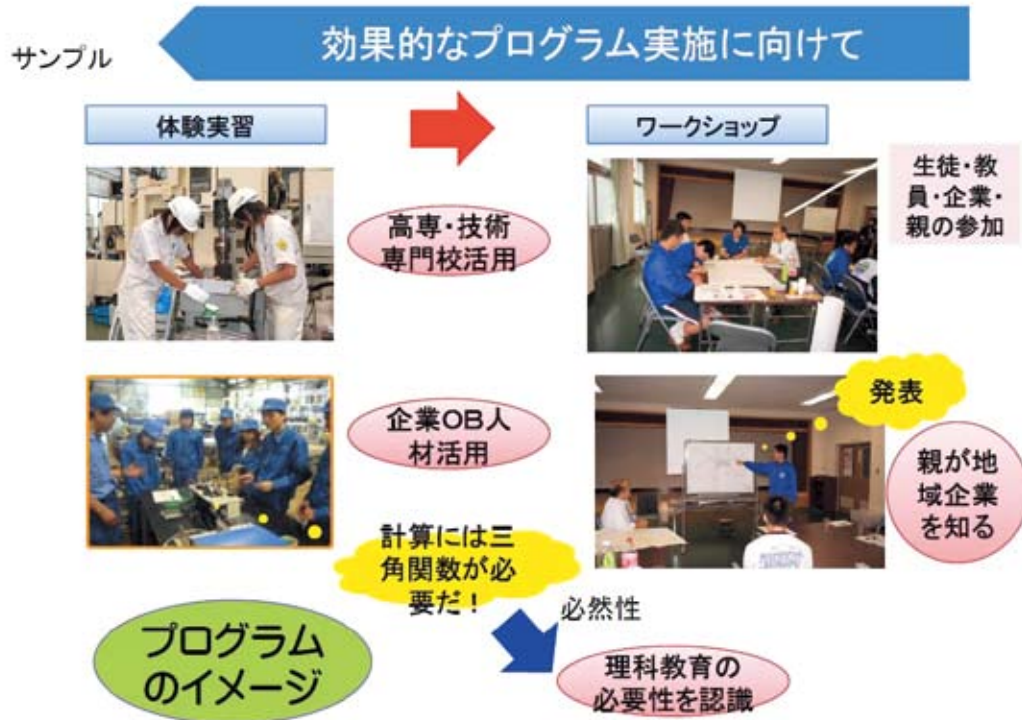 サンプル
効果的なプログラム実施に向けて
体験実習
ワークショップ
生徒・教
員・企業・
親の参加
高専・技術
専門校活用
企業OB人
材活用
発表
親が地
域企業
を知る
計算には三
角関数が必
要だ！
必然性
プログラム
のイメージ
理科教育の
必要性を認識